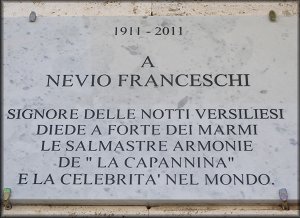 1911 - 2011
A
NEVIO FRANCESCHI
SIGNORE DELLE NOTTI VERSILIESI
DIEDE A FORTE DEI MARMI
LE SALMASTRE ARMONIE
DE " LA CAPANNINA"
E LA CELEBRITA' NEL MONDO.